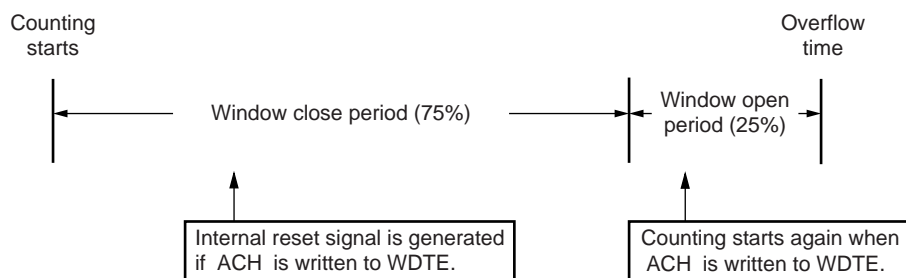 Counting
starts
Overflow
time
Window close period (75%)
Window open
period (25%)
Internal reset signal is generated
if ACH is written to WDTE.
Counting starts again when
ACH is written to WDTE.